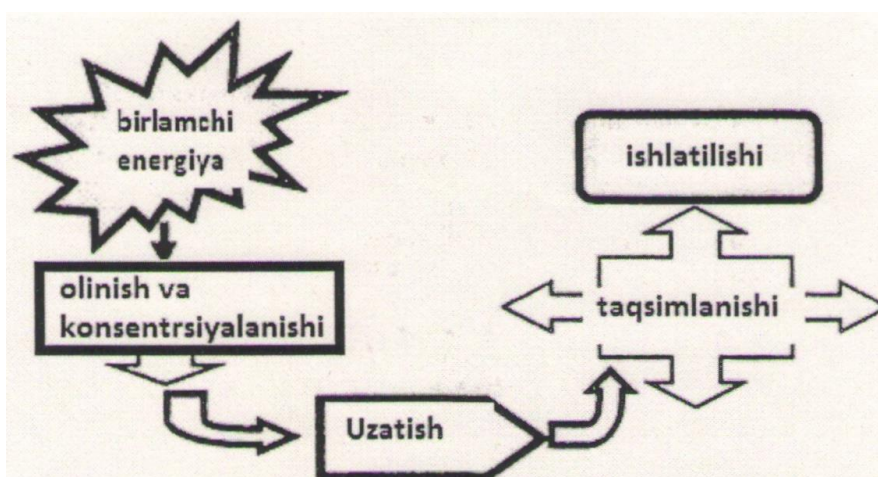 birlamchi
energiya
olinish va
konsentrsiyalanishi
Uzatish
taqsimlanishi
ishlatilishi